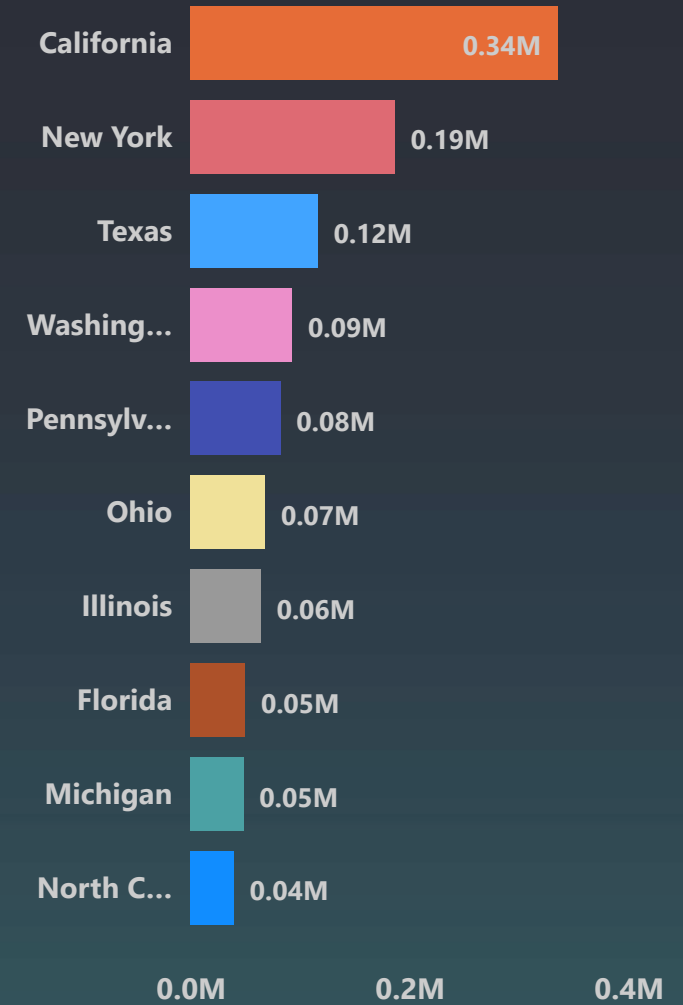 California 0.34M
New York 0.19M
Texas 0.12M
Washing... 0.09M
Pennsylv... 0.08M
Ohio 0.07M
Illinois 0.06M
Florida 0.05M
Michigan 0.05M
North C... 0.04M
0.0M 0.2M 0.4M